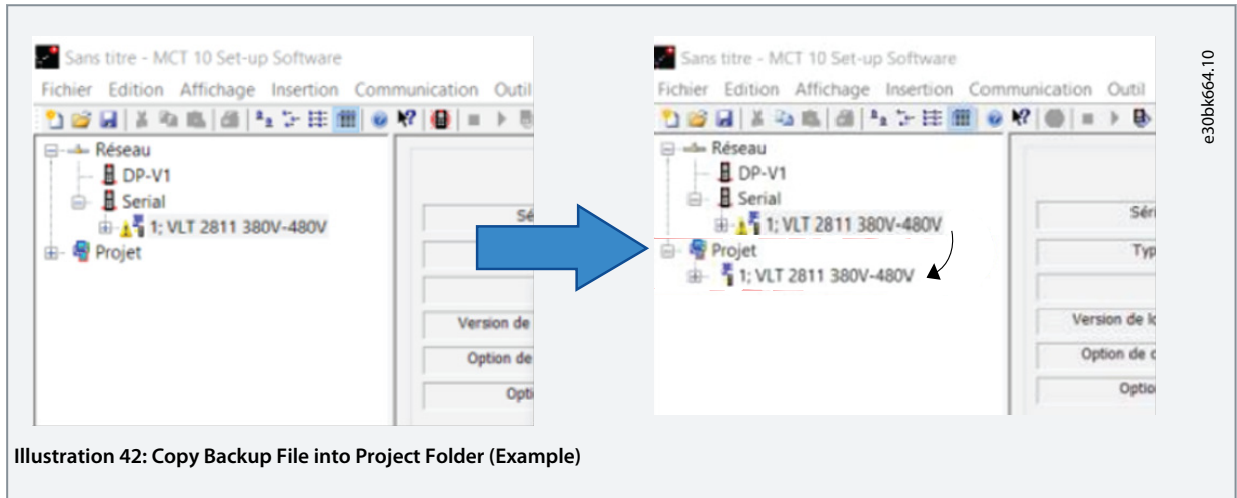 Sans titre - MCT 10 Set-up Software
Fichier Edition Affichage Insertion Communication Outil
Réseau
DP-V1
Serial
1; VLT 2811 380V-480V
Projet
Sé
Version de
Option de
Opti
Sans titre - MCT 10 Set-up Software
Fichier Edition Affichage Insertion Communication Outil
Réseau
DP-V1
Serial
1; VLT 2811 380V-480V
Projet
1; VLT 2811 380V-480V
Séri
Typ
Version de lo
Option de c
Optio
e30bk664.10
Illustration 42: Copy Backup File into Project Folder (Example)